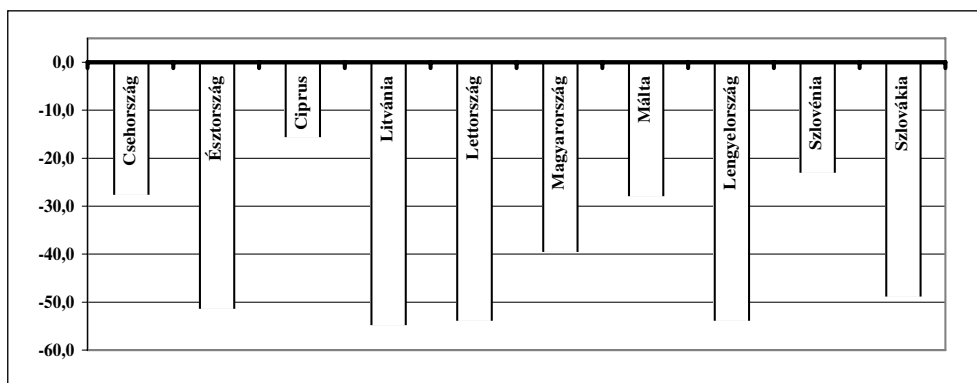 0,0
-10,0
-20,0
-30,0
-40,0
-50,0
-60,0
Csehország
Észtország
Ciprus
Litvánia
Lettország
Magyarország
Málta
Lengyelország
Szlovénia
Szlovákia